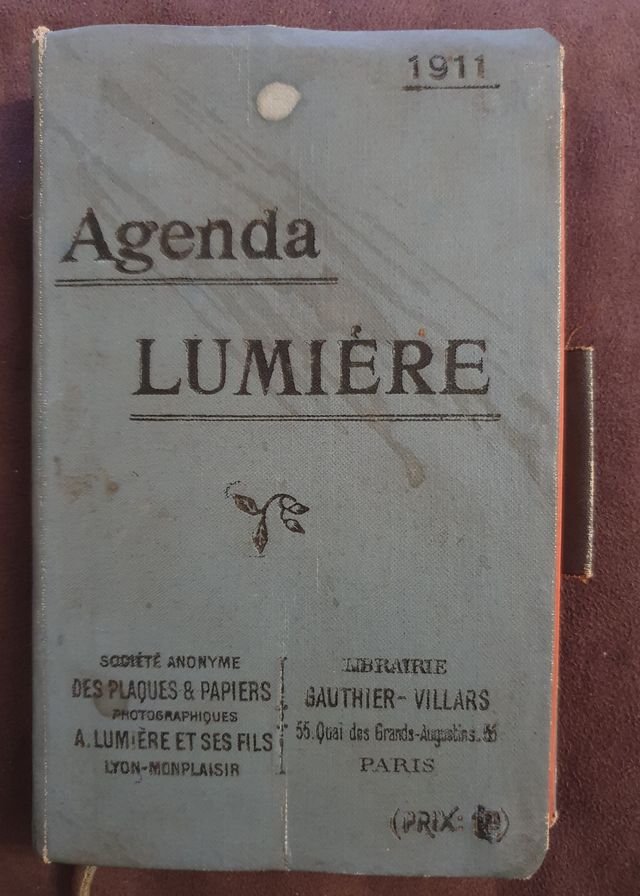 1911
Agenda
LUMIÈRE
SOCIÉTÉ ANONYME
DES PLAQUES & PAPIERS
PHOTOGRAPHIQUES
A. LUMIÈRE ET SES FILS
LYON-MONPLAISIR
LIBRAIRIE
GAUTHIER-VILLARS
55. Quai des Grands-Augustins. 55
PARIS
(PRIX: 1fr)